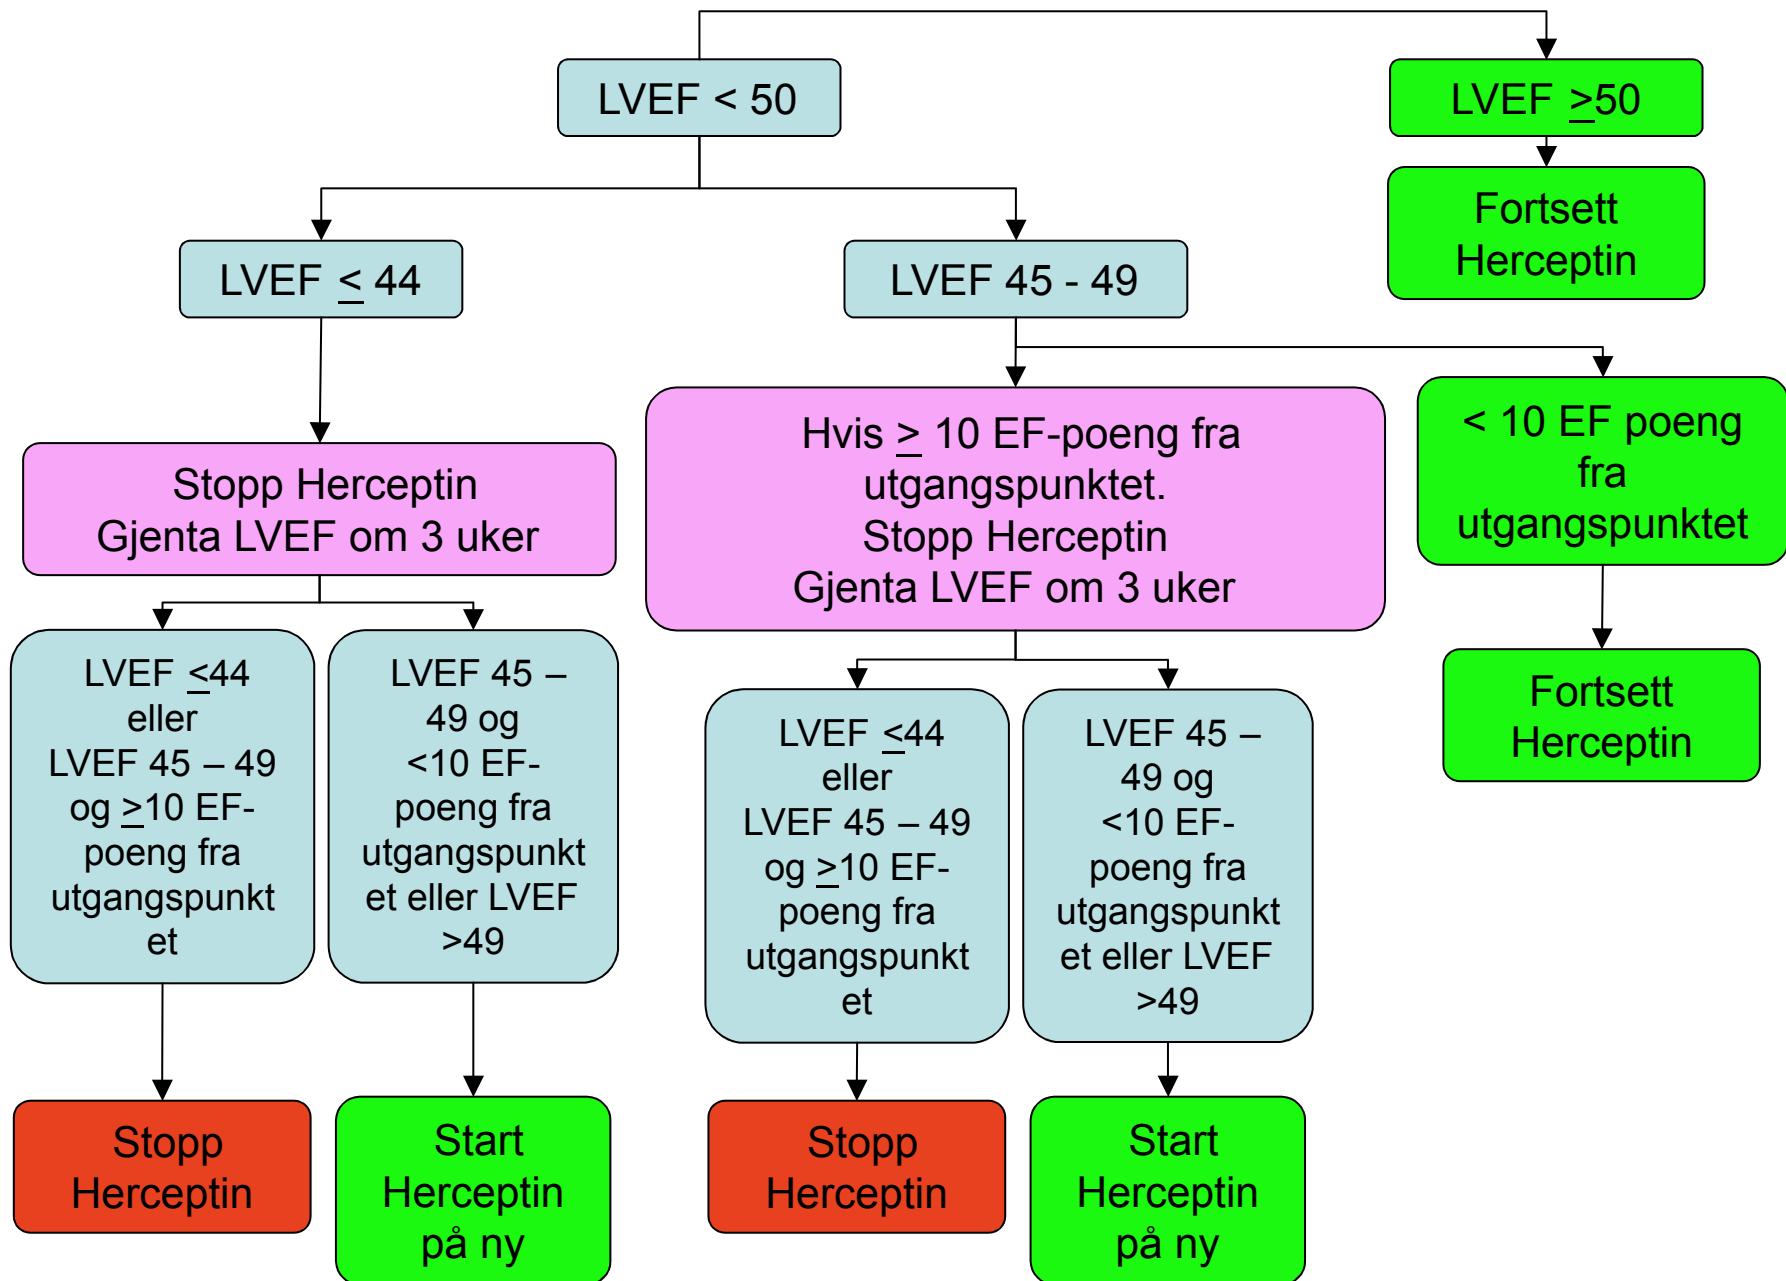 LVEF < 50
LVEF ≥50
Fortsett
Herceptin
LVEF ≤ 44
LVEF 45 - 49
Stopp Herceptin
Gjenta LVEF om 3 uker
Hvis ≥ 10 EF-poeng fra
utgangspunktet.
Stopp Herceptin
Gjenta LVEF om 3 uker
< 10 EF poeng
fra
utgangspunktet
Fortsett
Herceptin
LVEF ≤44
eller
LVEF 45 – 49
og ≥10 EF-
poeng fra
utgangspunkt
et
LVEF 45 –
49 og
<10 EF-
poeng fra
utgangspunkt
et eller LVEF
>49
LVEF ≤44
eller
LVEF 45 – 49
og ≥10 EF-
poeng fra
utgangspunkt
et
LVEF 45 –
49 og
<10 EF-
poeng fra
utgangspunkt
et eller LVEF
>49
Stopp
Herceptin
Start
Herceptin
på ny
Stopp
Herceptin
Start
Herceptin
på ny